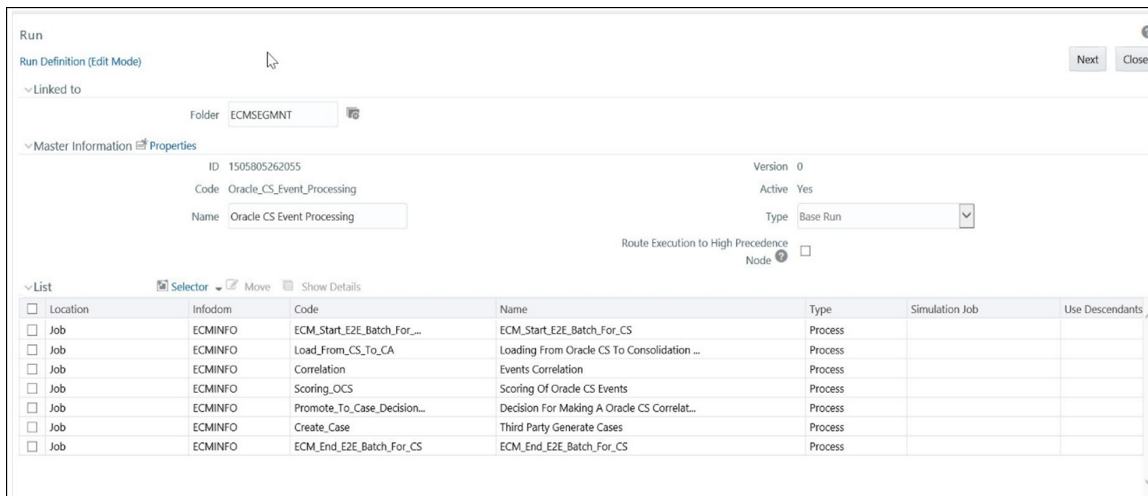 Run
Run Definition (Edit Mode)
Next Close
Linked to
Folder ECMSEGMNT
Master Information Properties
ID 1505805262055 Version 0
Code Oracle_CS_Event_Processing Active Yes
Name Oracle CS Event Processing Type Base Run
Route Execution to High Precedence
Node ?
List Selector Move Show Details
Location Infodom Code Name Type Simulation Job Use Descendants
Job ECMINFO ECM_Start_E2E_Batch_For_... ECM_Start_E2E_Batch_For_CS Process
Job ECMINFO Load_From_CS_To_CA Loading From Oracle CS To Consolidation ... Process
Job ECMINFO Correlation Events Correlation Process
Job ECMINFO Scoring_OCS Scoring Of Oracle CS Events Process
Job ECMINFO Promote_To_Case_Decision... Decision For Making A Oracle CS Correlat... Process
Job ECMINFO Create_Case Third Party Generate Cases Process
Job ECMINFO ECM_End_E2E_Batch_For_CS ECM_End_E2E_Batch_For_CS Process